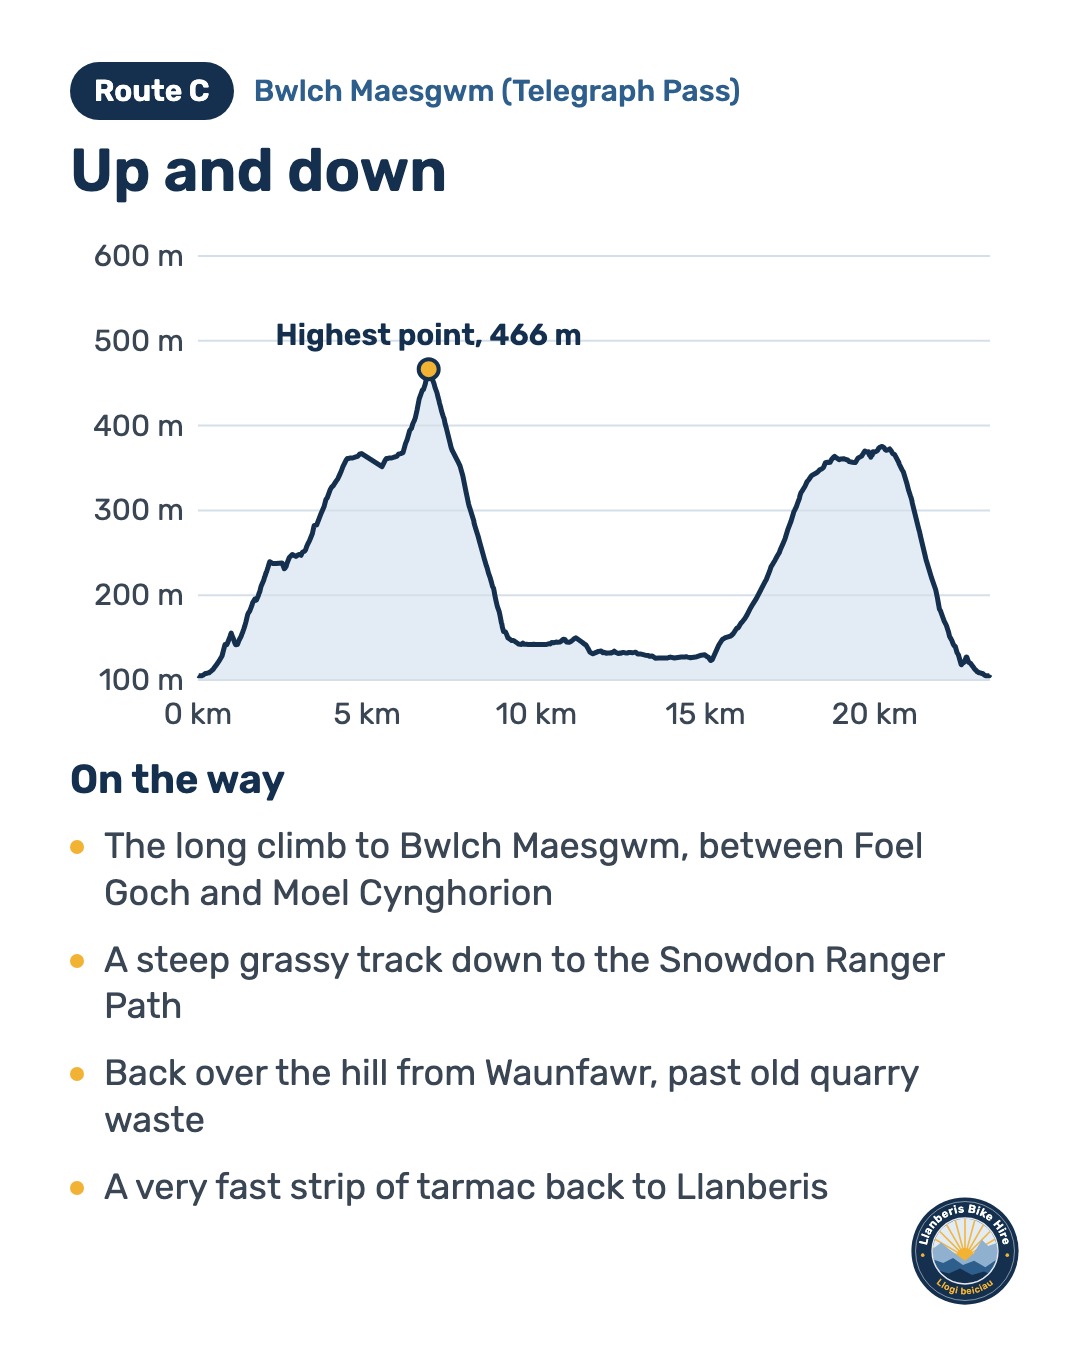 Route C
Bwlch Maesgwm (Telegraph Pass)
Up and down
600 m
500 m
400 m
300 m
200 m
100 m
Highest point, 466 m
0 km
5 km
10 km
15 km
20 km
On the way
The long climb to Bwlch Maesgwm, between Foel
Goch and Moel Cynghorion
A steep grassy track down to the Snowdon Ranger
Path
Back over the hill from Waunfawr, past old quarry
waste
A very fast strip of tarmac back to Llanberis
Llanberis Bike Hire
Llogi beiciau